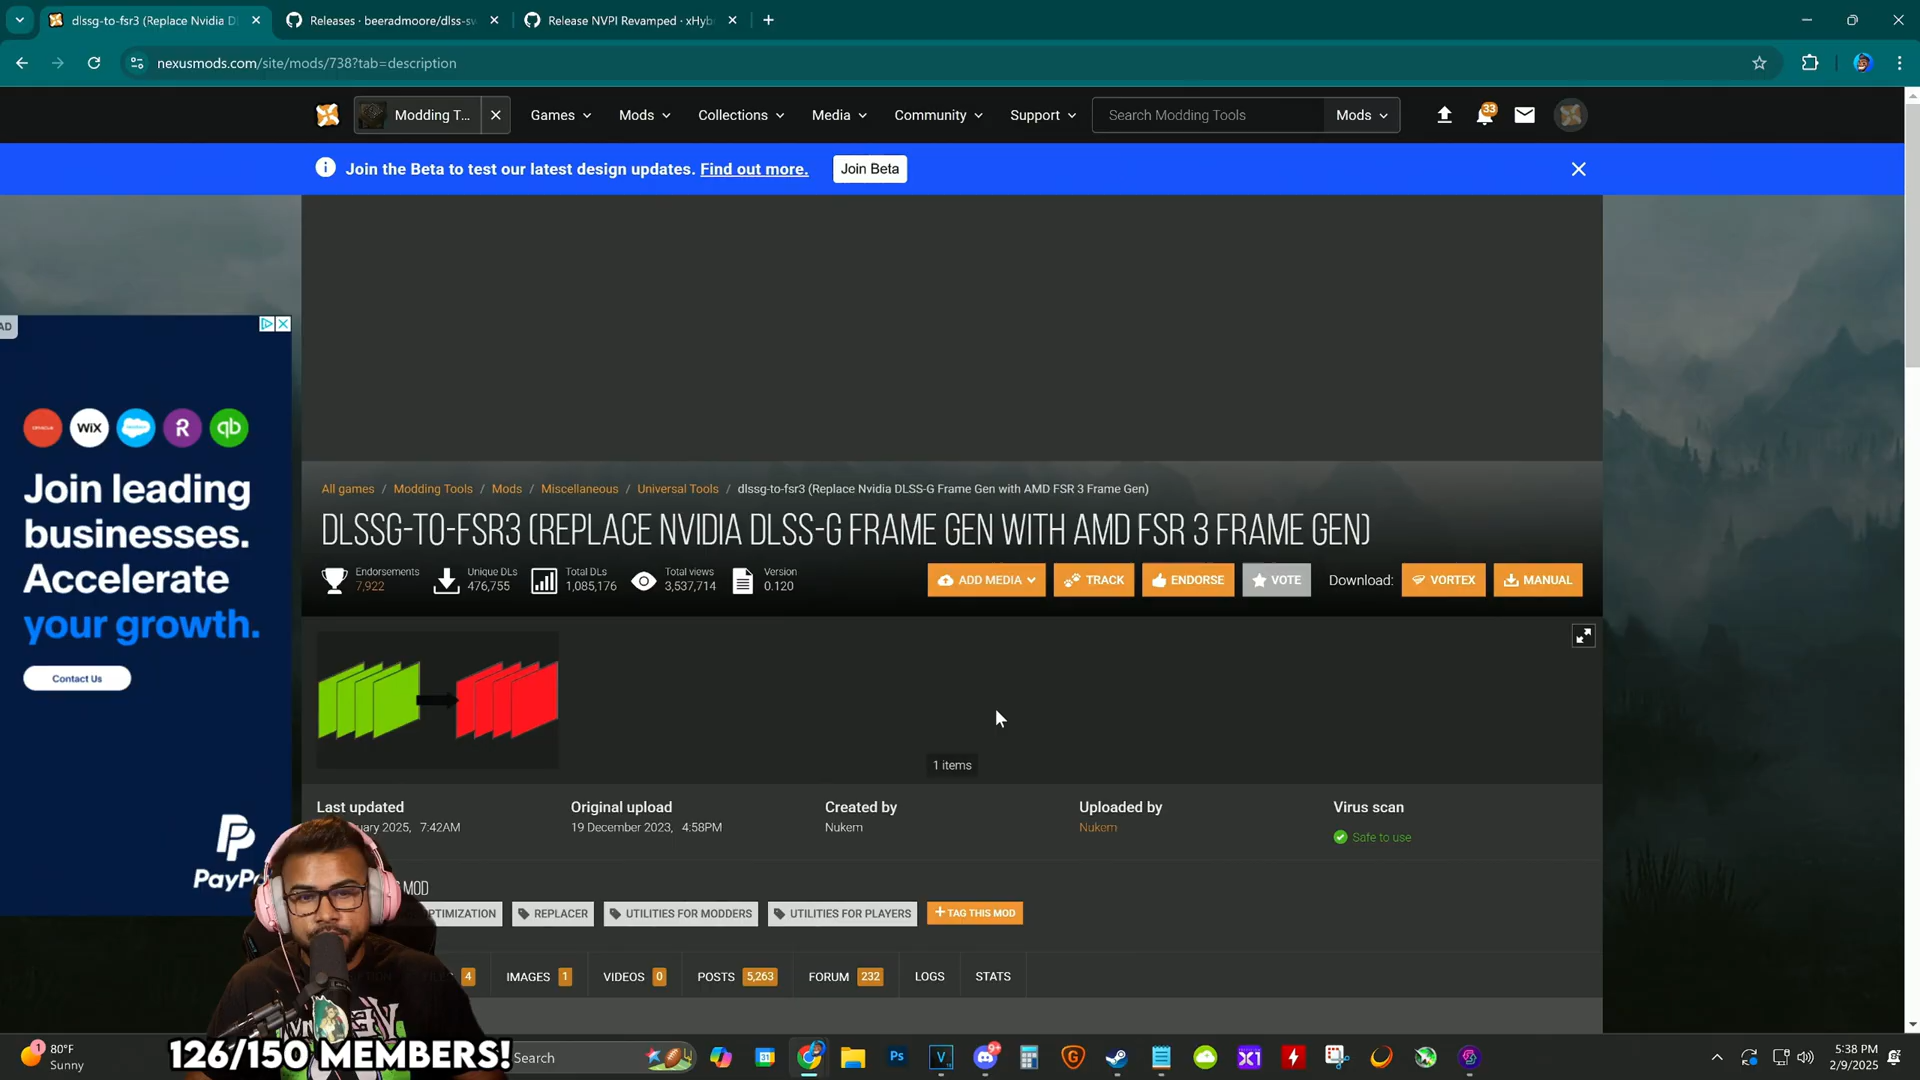 dlssg-to-fsr3 (Replace Nvidia DL
Releases · beeradmoore/dlss-sw
Release NVPI Revamped · xHyb
nexusmods.com/site/mods/738?tab=description
Modding T...
Games
Mods
Collections
Media
Community
Support
Search Modding Tools
Mods
33
Join the Beta to test our latest design updates. Find out more.
Join Beta
AD
WiX
R
qb
Join leading
businesses.
Accelerate
your growth.
Contact Us
PayP
All games / Modding Tools / Mods / Miscellaneous / Universal Tools / dlssg-to-fsr3 (Replace Nvidia DLSS-G Frame Gen with AMD FSR 3 Frame Gen)
DLSSG-TO-FSR3 (REPLACE NVIDIA DLSS-G FRAME GEN WITH AMD FSR 3 FRAME GEN)
Endorsements
7,922
Unique DLs
476,755
Total DLs
1,085,176
Total views
3,537,714
Version
0.120
ADD MEDIA
TRACK
ENDORSE
VOTE
Download:
VORTEX
MANUAL
1 items
Last updated
uary 2025, 7:42AM
Original upload
19 December 2023, 4:58PM
Created by
Nukem
Uploaded by
Nukem
Virus scan
Safe to use
MOD
OPTIMIZATION
REPLACER
UTILITIES FOR MODDERS
UTILITIES FOR PLAYERS
+ TAG THIS MOD
4
IMAGES 1
VIDEOS 0
POSTS 5,263
FORUM 232
LOGS
STATS
126/150 MEMBERS!
1
80°F
Sunny
Search
31
Ps
V
9+
G
X1
5:38 PM
2/9/2025